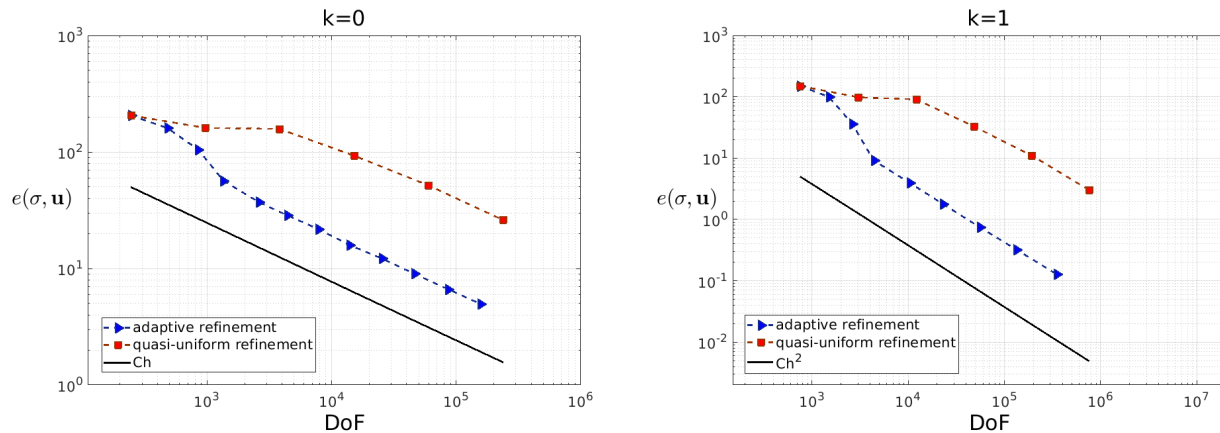 k=0
10^3
10^2
e(σ, u)
10^1
10^0
adaptive refinement
quasi-uniform refinement
Ch
10^3
10^4
10^5
10^6
DoF
k=1
10^3
10^2
10^1
e(σ, u)
10^0
10^-1
10^-2
adaptive refinement
quasi-uniform refinement
Ch^2
10^3
10^4
10^5
10^6
10^7
DoF